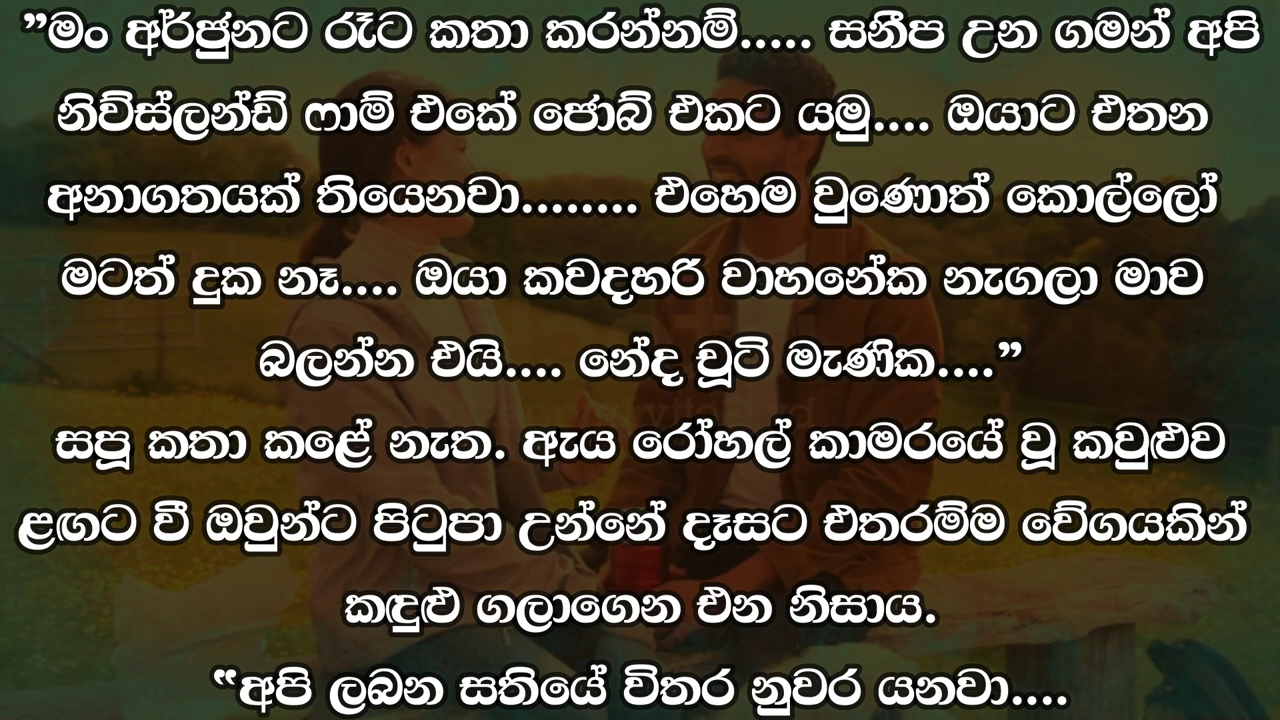 ”මං අර්ජුනට රෑට කතා කරන්නම්..... සනීප උන ගමන් අපි
නිව්ස්ලන්ඩ් ෆාම් එකේ ජොබ් එකට යමු.... ඔයාට එතන
අනාගතයක් තියෙනවා........ එහෙම වුණොත් කොල්ලෝ
මටත් දුක නෑ.... ඔයා කවදහරි වාහනේක නැගලා මාව
බලන්න එයි.... නේද චූටි මැණික....”
සපූ කතා කළේ නැත. ඇය රෝහල් කාමරයේ වූ කවුළුව
ළඟට වී ඔවුන්ට පිටුපා උන්නේ දෑසට එතරම්ම වේගයකින්
කඳුළු ගලාගෙන එන නිසාය.
“අපි ලබන සතියේ විතර නුවර යනවා....